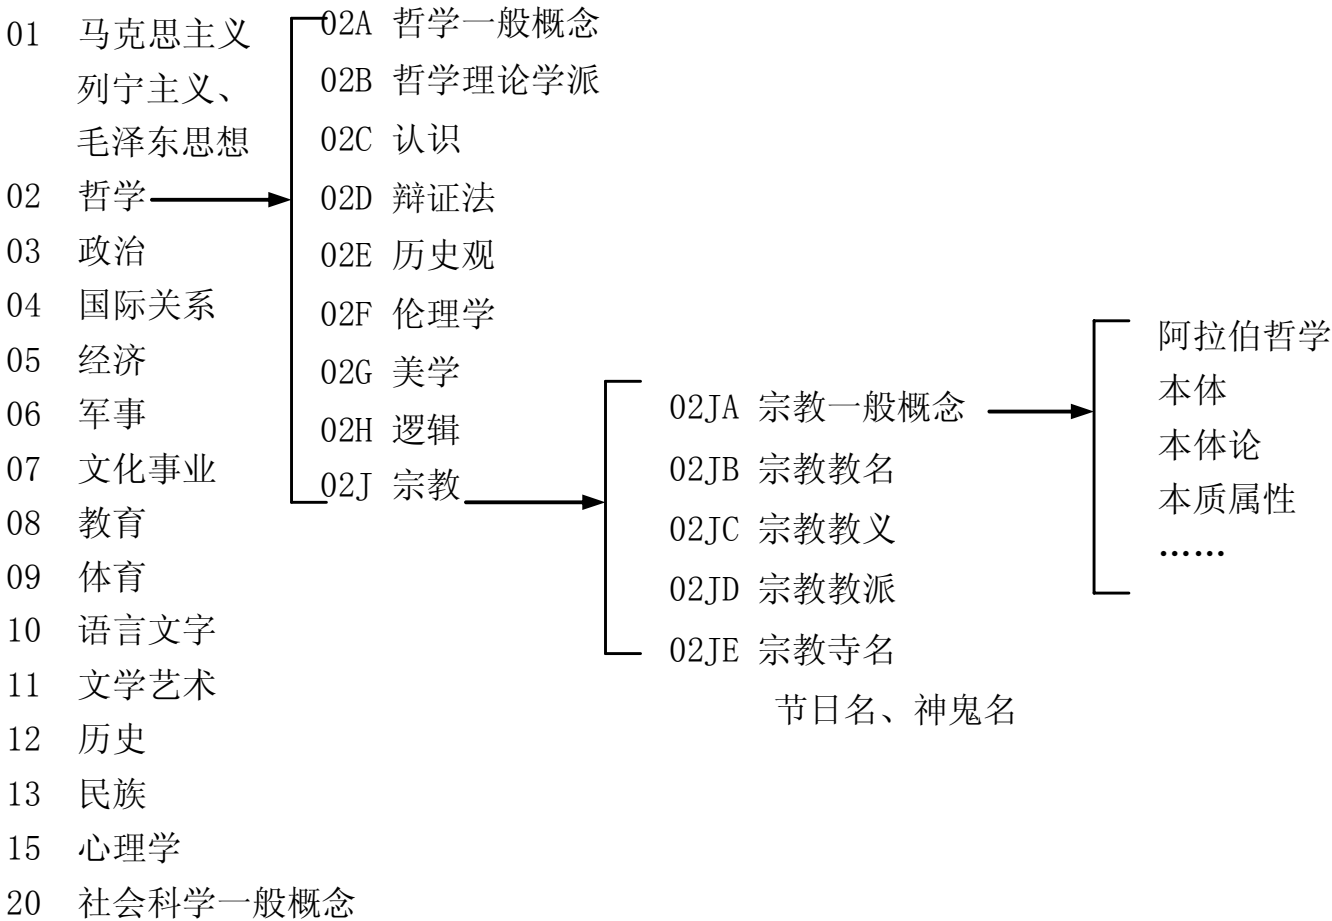 01 马克思主义
列宁主义、
毛泽东思想
02 哲学
03 政治
04 国际关系
05 经济
06 军事
07 文化事业
08 教育
09 体育
10 语言文字
11 文学艺术
12 历史
13 民族
15 心理学
20 社会科学一般概念
02A 哲学一般概念
02B 哲学理论学派
02C 认识
02D 辩证法
02E 历史观
02F 伦理学
02G 美学
02H 逻辑
02J 宗教
02JA 宗教一般概念
02JB 宗教教名
02JC 宗教教义
02JD 宗教教派
02JE 宗教寺名
节日名、神鬼名
阿拉伯哲学
本体
本体论
本质属性
……